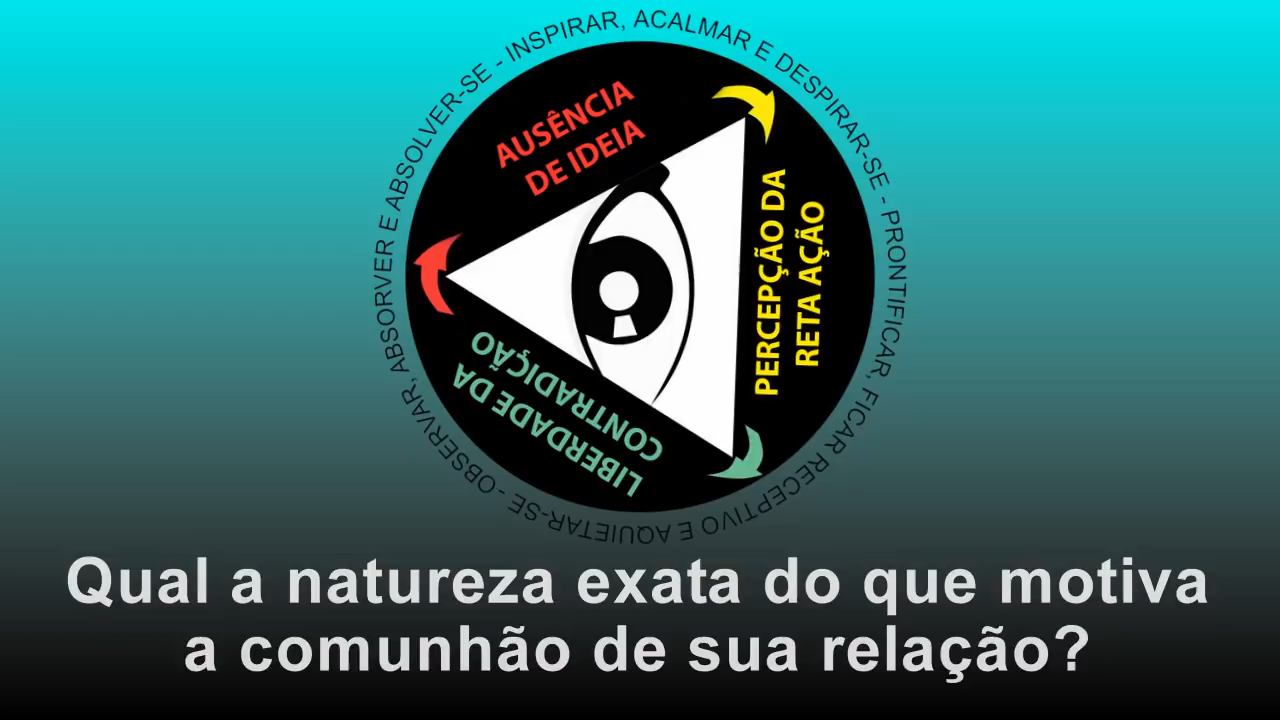 OBSERVAR, ABSORVER E ABSOLVER-SE - INSPIRAR, ACALMAR E DESPIRAR-SE - PRONTIFICAR, FICAR RECEPTIVO E AQUIETAR-SE -
AUSÊNCIA
DE IDEIA
PERCEPÇÃO DA
RETA AÇÃO
LIBERDADE DA
CONTRADIÇÃO
Qual a natureza exata do que motiva
a comunhão de sua relação?